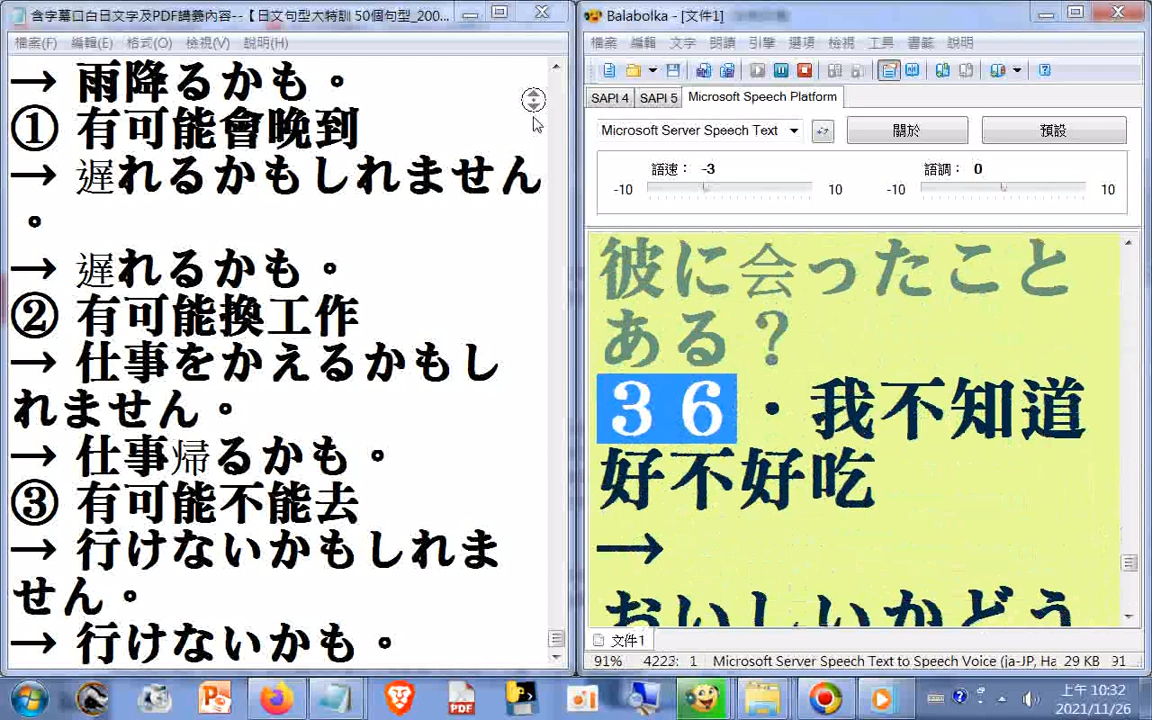 含字幕口白日文字及PDF講義內容--【日文句型大特訓 50個句型_200...
檔案(F) 編輯(E) 格式(O) 檢視(V) 說明(H)
→ 雨降るかも。
① 有可能會晚到
→ 遅れるかもしれません
。
→ 遅れるかも。
② 有可能換工作
→ 仕事をかえるかもし
れません。
→ 仕事帰るかも。
③ 有可能不能去
→ 行けないかもしれま
せん。
→ 行けないかも。
Balabolka - [文件1]
檔案 編輯 文字 朗讀 引擎 選項 檢視 工具 書籤 說明
SAPI 4 SAPI 5 Microsoft Speech Platform
Microsoft Server Speech Text 關於 預設
語速： -3 語調： 0
-10 10 -10 10
彼に会ったこと
ある？
３６・我不知道
好不好吃
→
おいしいかどう
文件1
91% 4223: 1 Microsoft Server Speech Text to Speech Voice (ja-JP, Ha 29 KB 91
上午 10:32
2021/11/26